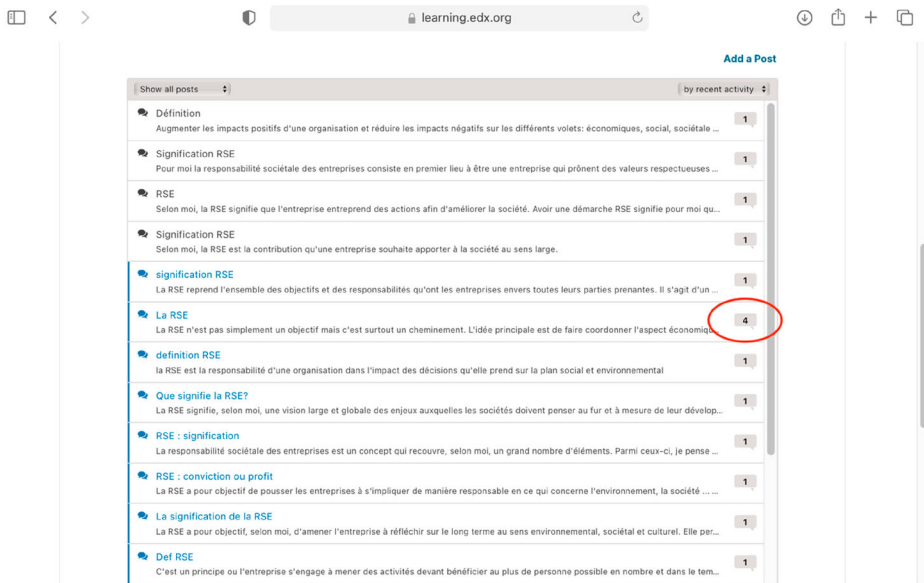 learning.edx.org
Add a Post
Show all posts
by recent activity
Définition
1
Augmenter les impacts positifs d'une organisation et réduire les impacts négatifs sur les différents volets: économiques, social, sociétale ...
Signification RSE
1
Pour moi la responsabilité sociétale des entreprises consiste en premier lieu à être une entreprise qui prônent des valeurs respectueuses ...
RSE
1
Selon moi, la RSE signifie que l'entreprise entreprend des actions afin d'améliorer la société. Avoir une démarche RSE signifie pour moi qu...
Signification RSE
1
Selon moi, la RSE est la contribution qu'une entreprise souhaite apporter à la société au sens large.
signification RSE
1
La RSE reprend l'ensemble des objectifs et des responsabilités qu'ont les entreprises envers toutes leurs parties prenantes. Il s'agit d'un ...
La RSE
4
La RSE n'est pas simplement un objectif mais c'est surtout un cheminement. L'idée principale est de faire coordonner l'aspect économiqu...
definition RSE
1
la RSE est la responsabilité d'une organisation dans l'impact des décisions qu'elle prend sur la plan social et environnemental
Que signifie la RSE?
1
La RSE signifie, selon moi, une vision large et globale des enjeux auxquelles les sociétés doivent penser au fur et à mesure de leur dévelop...
RSE : signification
1
La responsabilité sociétale des entreprises est un concept qui recouvre, selon moi, un grand nombre d'éléments. Parmi ceux-ci, je pense ...
RSE : conviction ou profit
1
La RSE a pour objectif de pousser les entreprises à s'impliquer de manière responsable en ce qui concerne l'environnement, la société ... ...
La signification de la RSE
1
La RSE a pour objectif, selon moi, d'amener l'entreprise à réfléchir sur le long terme au sens environnemental, sociétal et culturel. Elle per...
Def RSE
1
C'est un principe ou l'entreprise s'engage à mener des activités devant bénéficier au plus de personne possible en nombre et dans le tem...